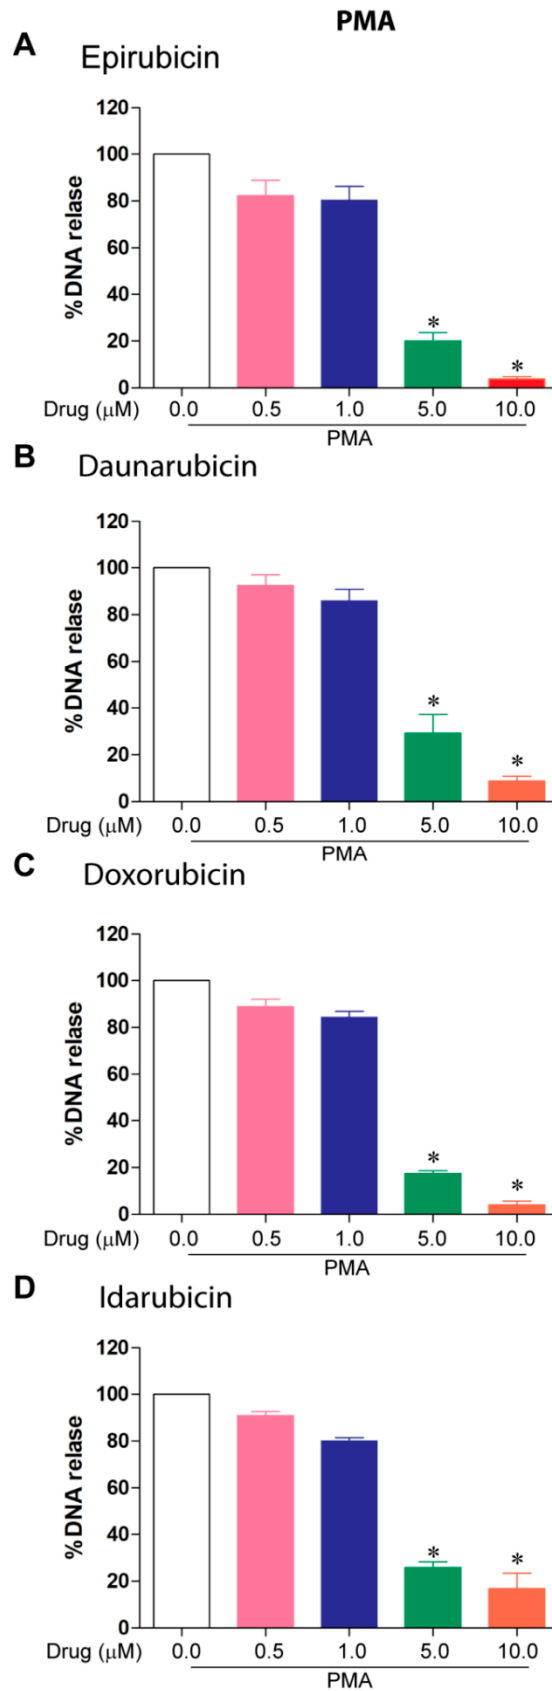 PMA
A Epirubicin
120
100
80
60
40
20
0
%DNA relase
* *
Drug (μM) 0.0 0.5 1.0 5.0 10.0
PMA
B Daunarubicin
120
100
80
60
40
20
0
%DNA relase
* *
Drug (μM) 0.0 0.5 1.0 5.0 10.0
PMA
C Doxorubicin
120
100
80
60
40
20
0
%DNA relase
* *
Drug (μM) 0.0 0.5 1.0 5.0 10.0
PMA
D Idarubicin
120
100
80
60
40
20
0
%DNA relase
* *
Drug (μM) 0.0 0.5 1.0 5.0 10.0
PMA